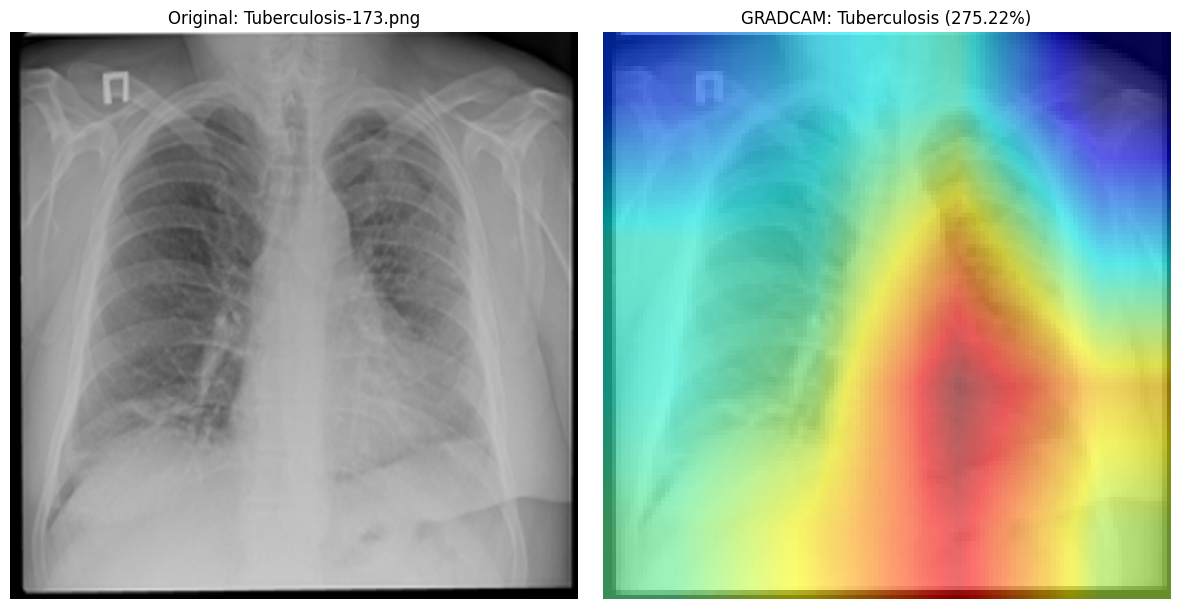 Original: Tuberculosis-173.png
GRADCAM: Tuberculosis (275.22%)
П
П